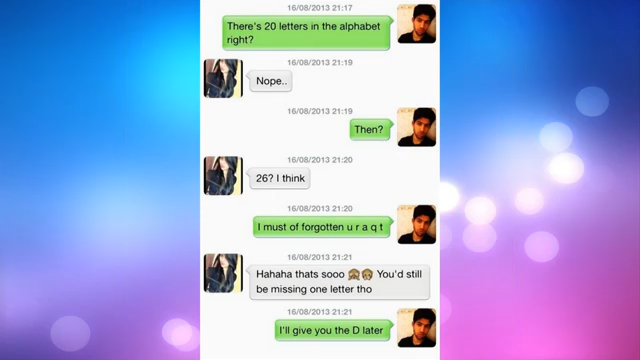 16/08/2013 21:17
There's 20 letters in the alphabet
right?
16/08/2013 21:19
Nope..
16/08/2013 21:19
Then?
16/08/2013 21:20
26? I think
16/08/2013 21:20
I must of forgotten u r a q t
16/08/2013 21:21
Hahaha thats sooo 🙈🙊 You'd still
be missing one letter tho
16/08/2013 21:21
I'll give you the D later